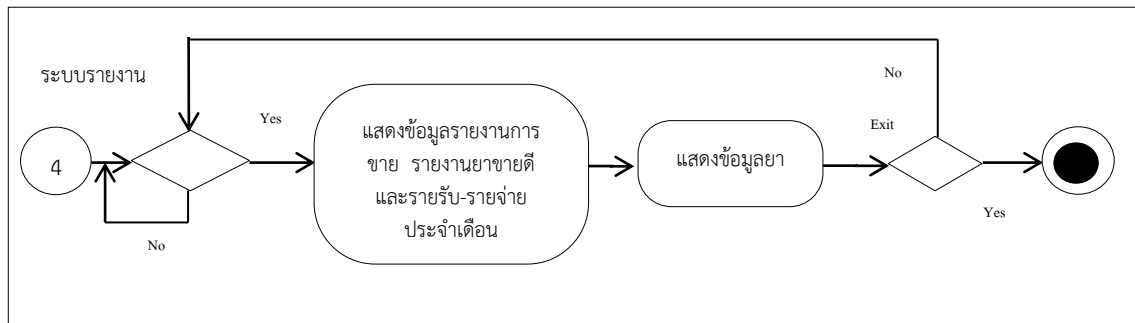 ระบบรายงาน
4
No
Yes
แสดงข้อมูลรายงานการ
ขาย รายงานยาขายดี
และรายรับ-รายจ่าย
ประจำเดือน
แสดงข้อมูลยา
No
Exit
Yes